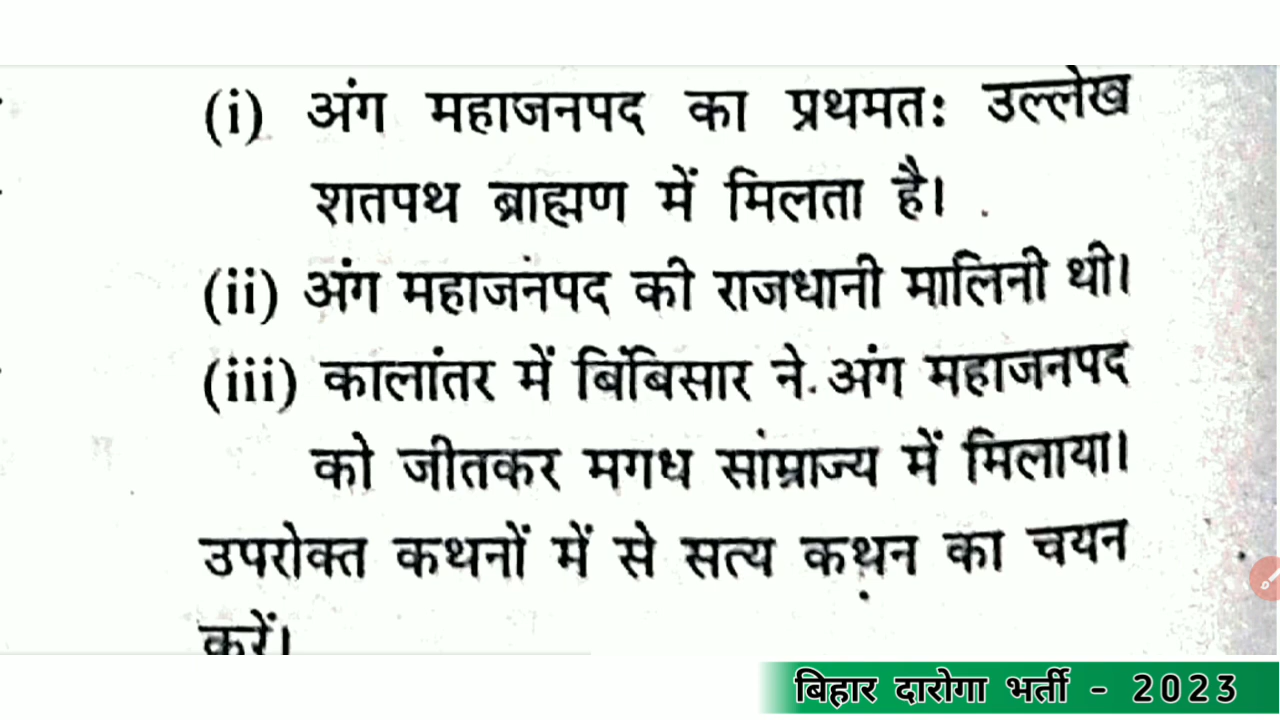 (i) अंग महाजनपद का प्रथमतः उल्लेख
शतपथ ब्राह्मण में मिलता है।
(ii) अंग महाजनपद की राजधानी मालिनी थी।
(iii) कालांतर में बिंबिसार ने अंग महाजनपद
को जीतकर मगध सांम्राज्य में मिलाया।
उपरोक्त कथनों में से सत्य कथन का चयन
करें।
बिहार दारोगा भर्ती - 2023